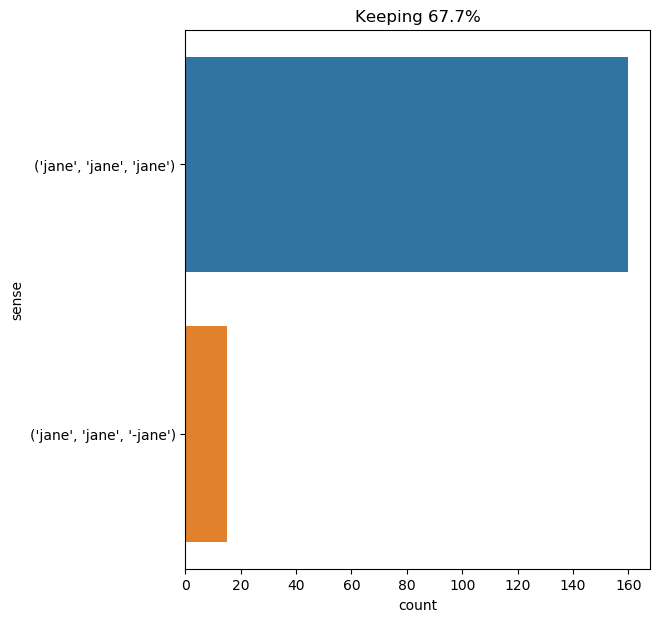 Keeping 67.7%
('jane', 'jane', 'jane')
sense
('jane', 'jane', '-jane')
0 20 40 60 80 100 120 140 160
count